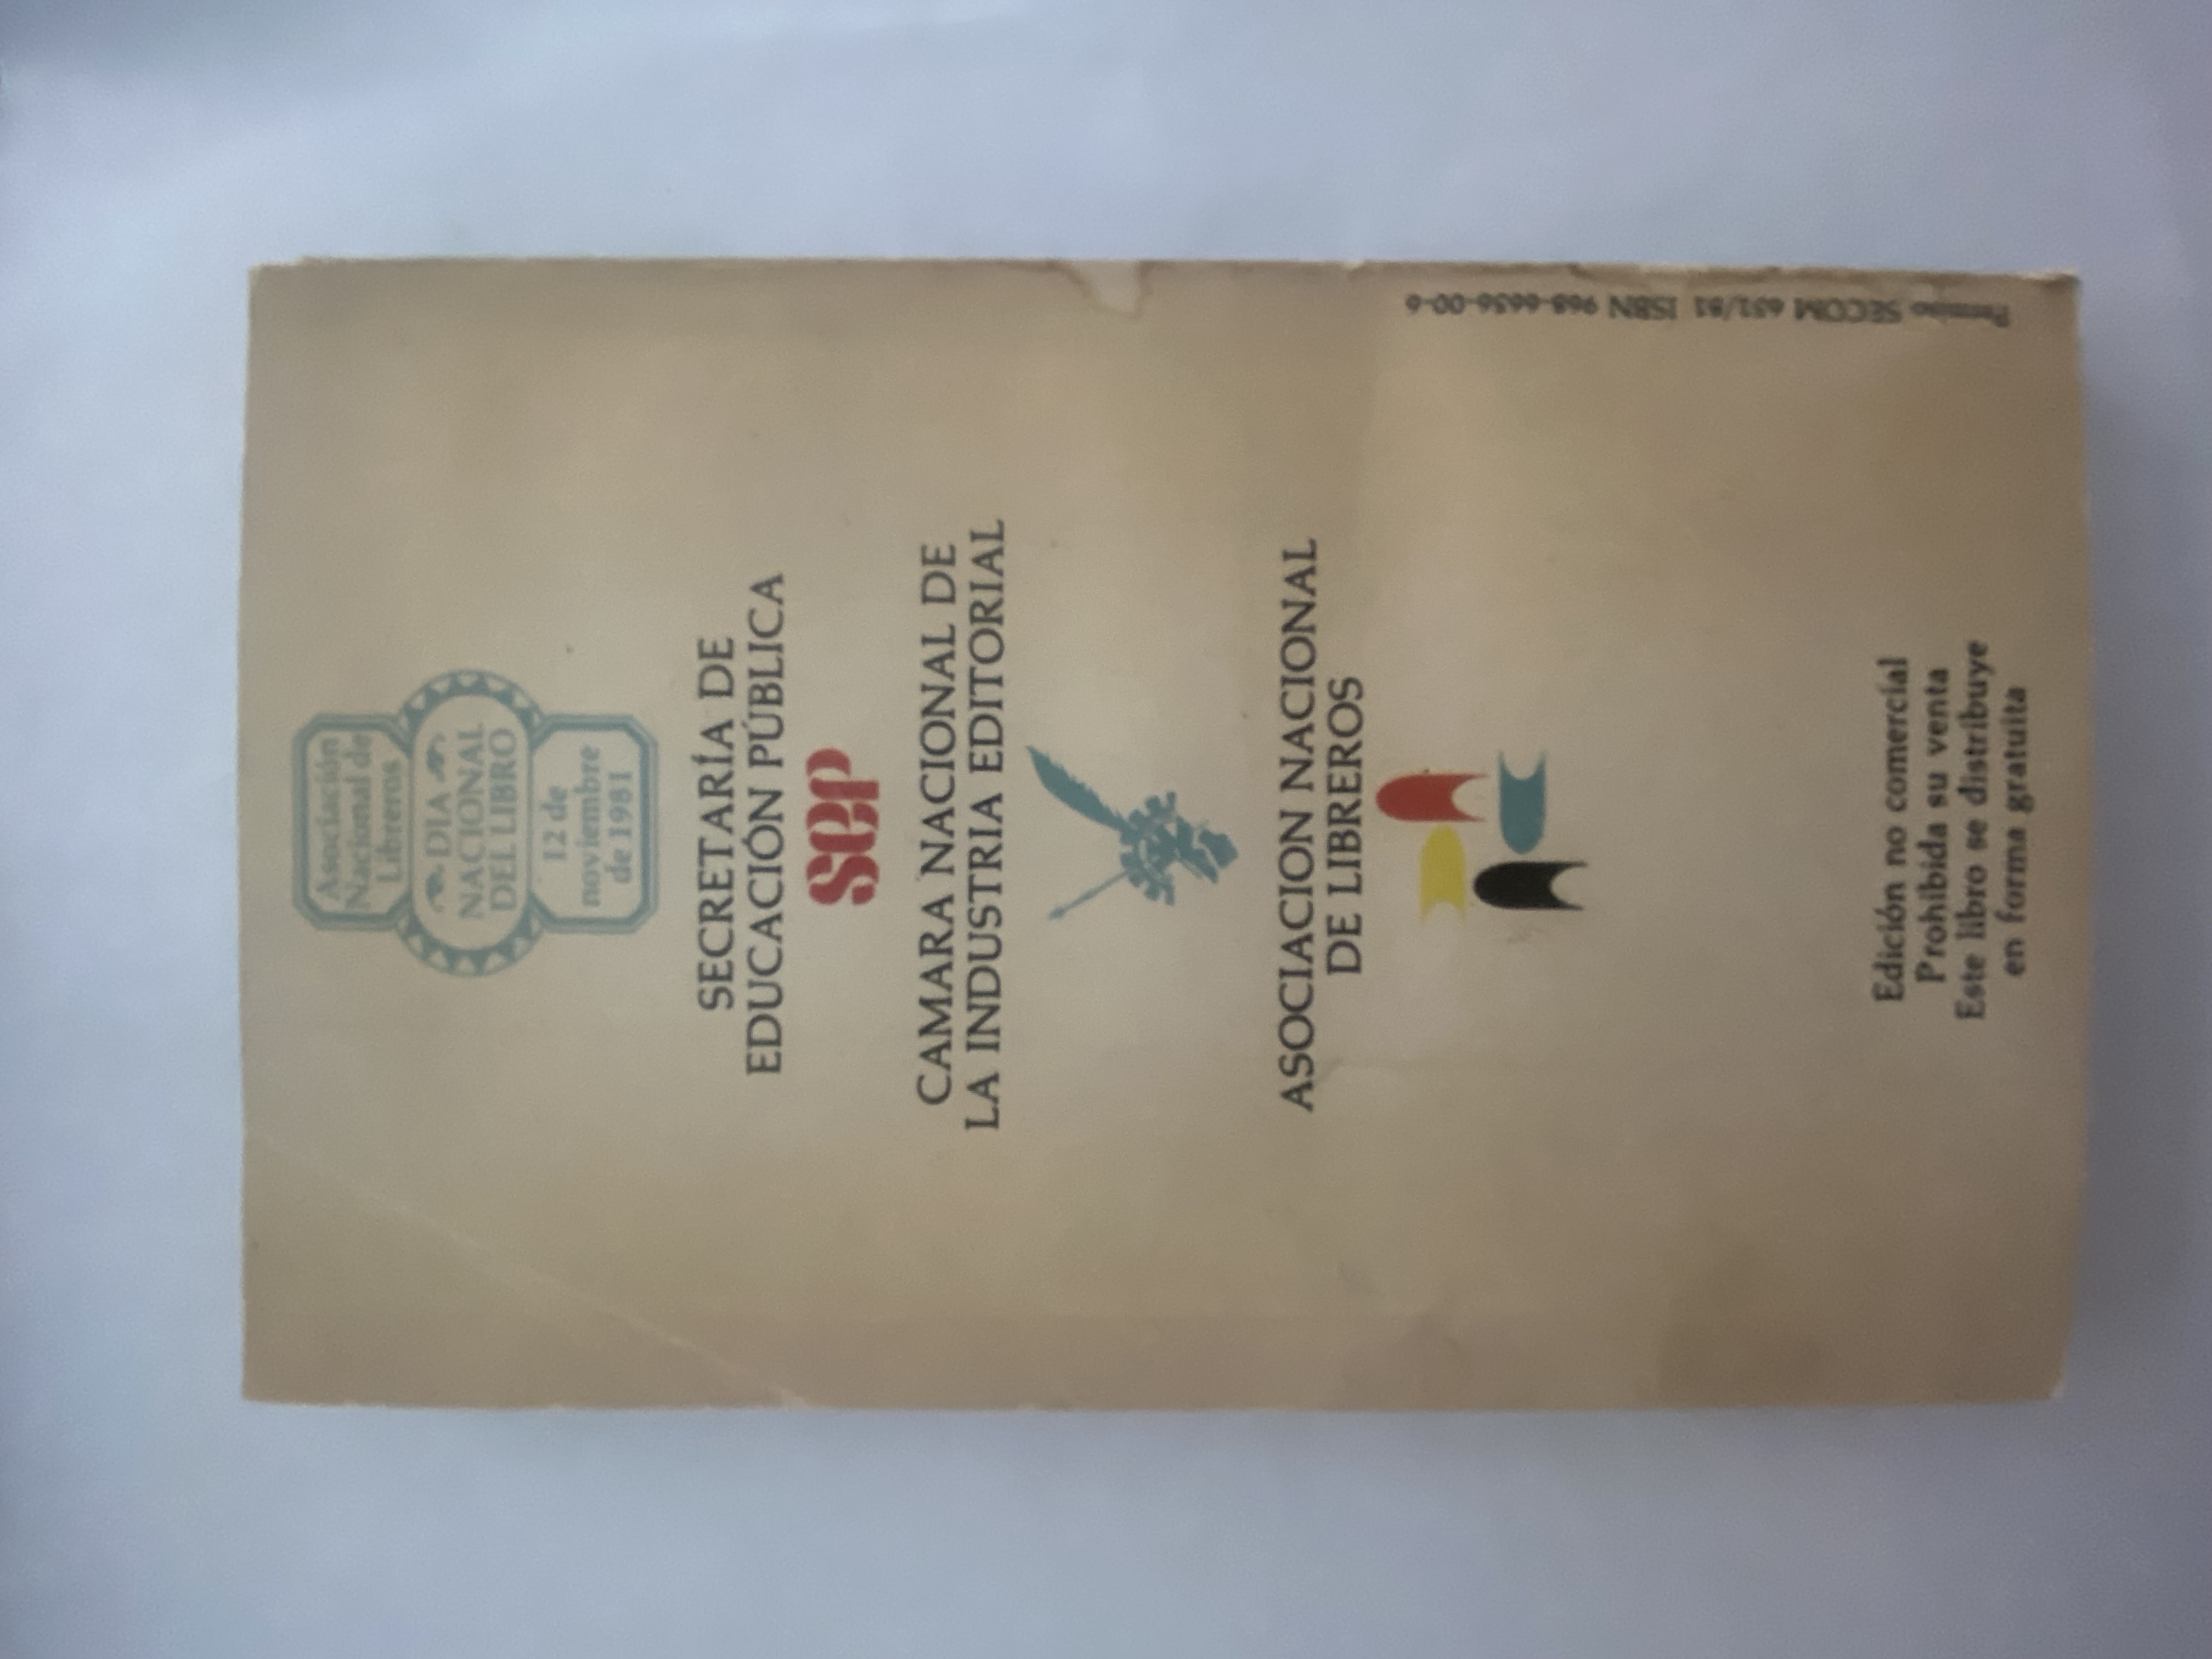 Asociación
Nacional de
Libreros
DIA
NACIONAL
DEL LIBRO
12 de
noviembre
de 1981
SECRETARÍA DE
EDUCACIÓN PÚBLICA
sep
CAMARA NACIONAL DE
LA INDUSTRIA EDITORIAL
ASOCIACION NACIONAL
DE LIBREROS
Edición no comercial
Prohibida su venta
Este libro se distribuye
en forma gratuita
Permiso SECOM 651/81 ISBN 968-6636-00-6